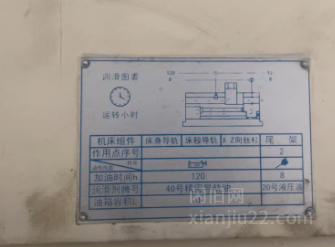 润滑图表
120
8
运转小时
机床组件 床身导轨 床鞍导轨 X Z向丝杠 尾架
作用点序号 2
加油时间h 120 8
润滑剂牌号 40号精密导轨油 20号液压油
油箱容积L
xianjiu22.com